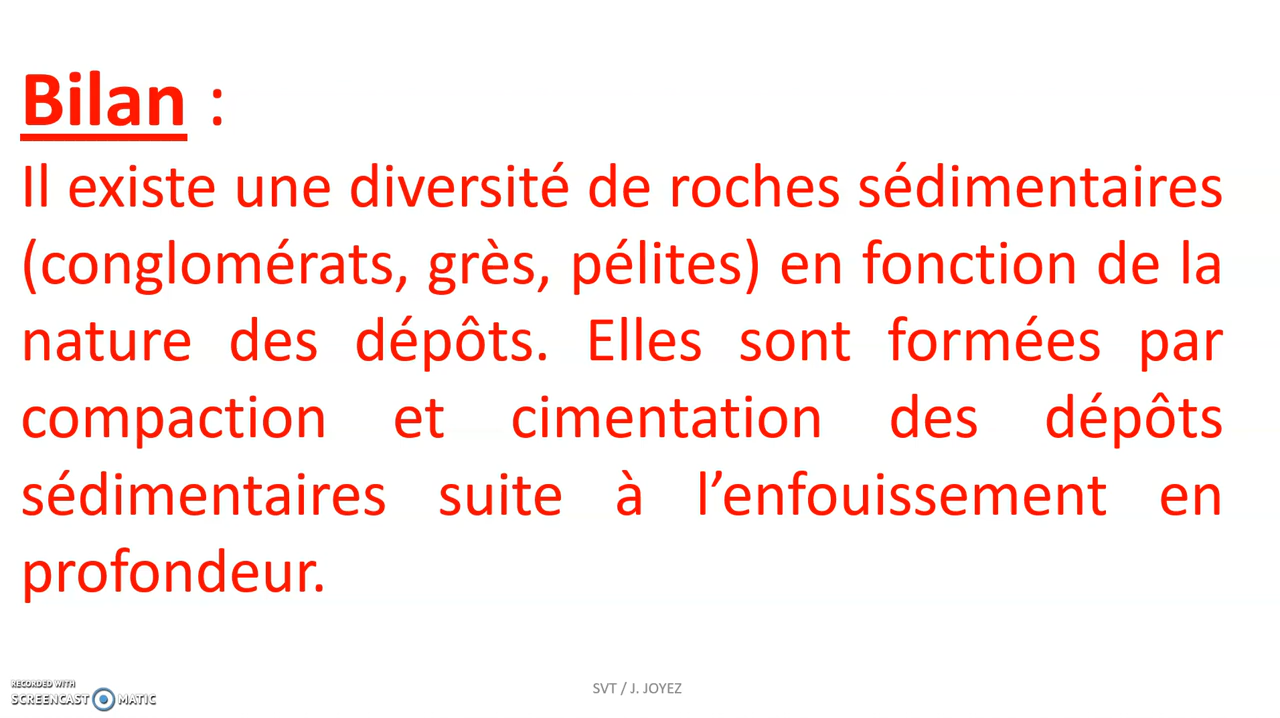 Bilan :
Il existe une diversité de roches sédimentaires
(conglomérats, grès, pélites) en fonction de la
nature des dépôts. Elles sont formées par
compaction et cimentation des dépôts
sédimentaires suite à l’enfouissement en
profondeur.
RECORDED WITH
SCREENCAST MATIC
SVT / J. JOYEZ